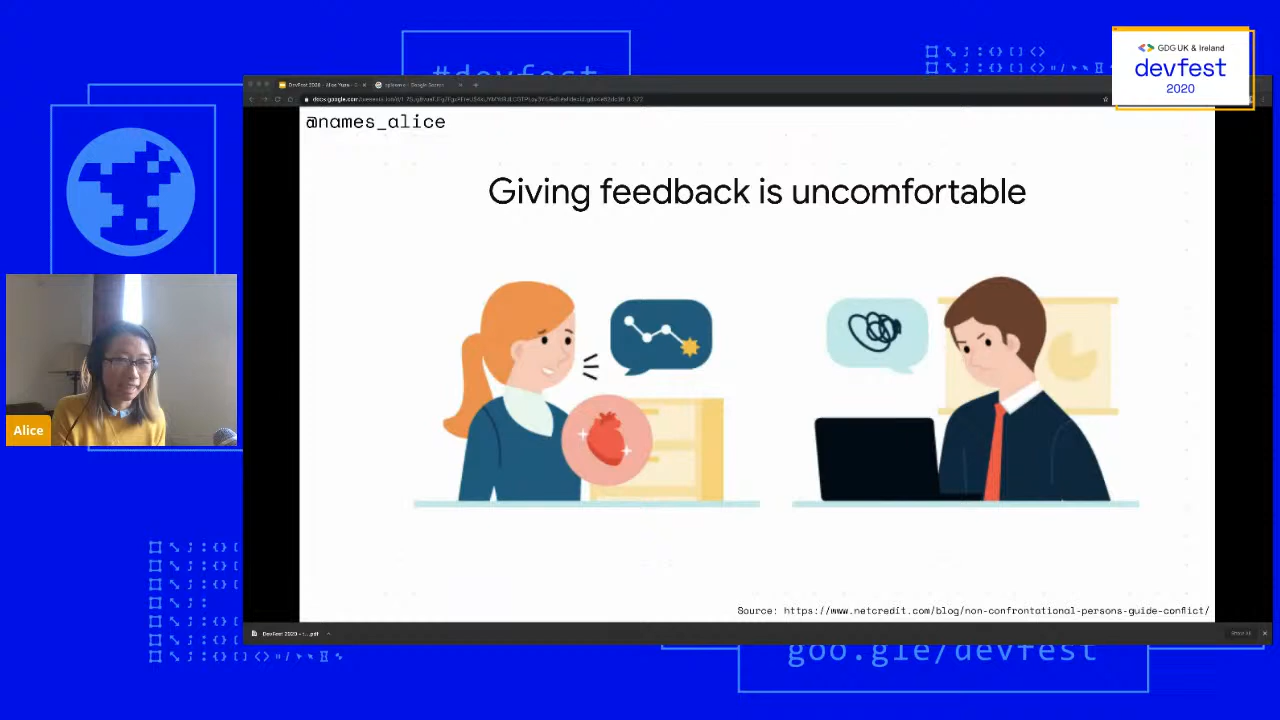 #devfest
GDG UK & Ireland
devfest
2020
@names_alice
Giving feedback is uncomfortable
Alice
Source: https://www.netcredit.com/blog/non-confrontational-persons-guide-conflict/
goo.gle/devfest